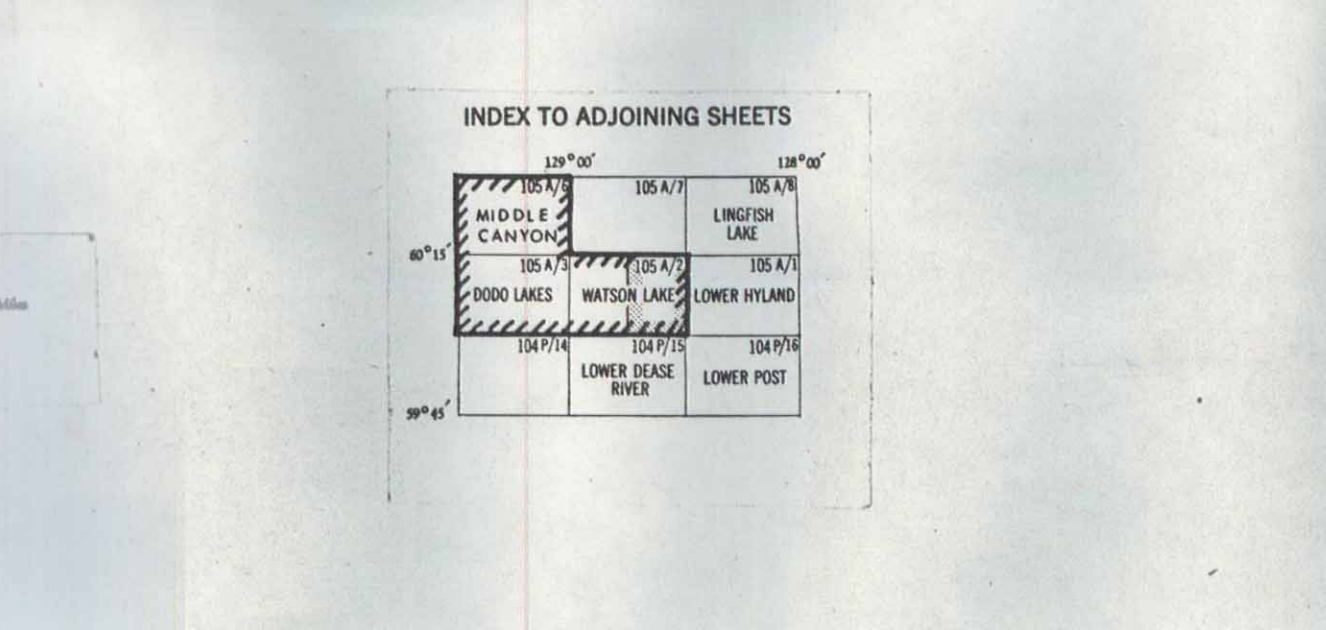 INDEX TO ADJOINING SHEETS
129°00′ 128°00′
105 A/6 105 A/7 105 A/8
MIDDLE CANYON
LINGFISH LAKE
60°15′
105 A/3 105 A/2 105 A/1
DODO LAKES WATSON LAKE LOWER HYLAND
104 P/14 104 P/15 104 P/16
LOWER DEASE RIVER
LOWER POST
59°45′